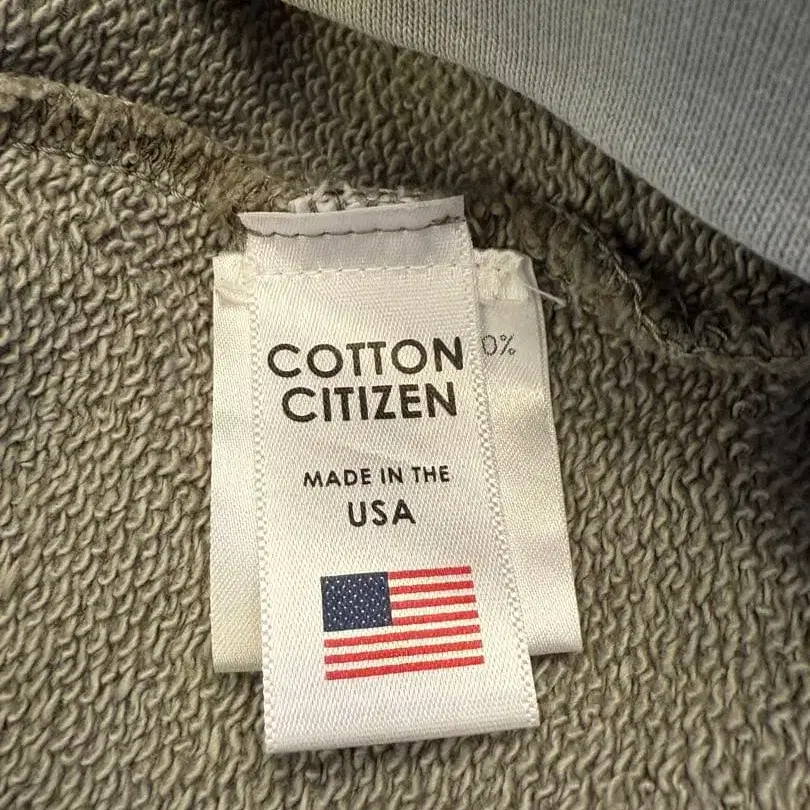 COTTON
CITIZEN
0%
MADE IN THE
USA